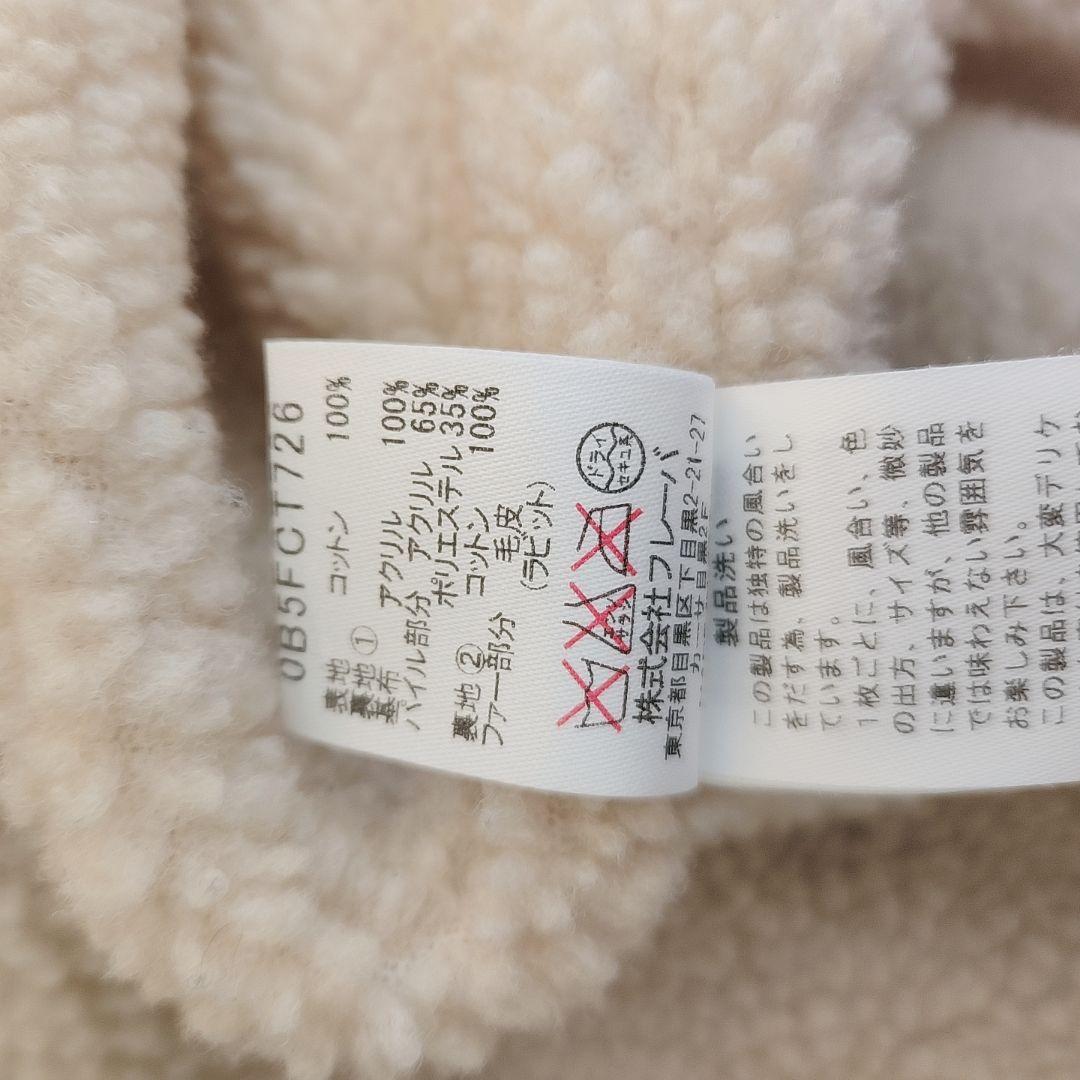 0B5FCT726
表地 コットン 100%
裏地 ①
基布 アクリル 100%
パイル部分 アクリル 65%
ポリエステル 35%
裏地 ② コットン 100%
ファー部分 毛皮
(ラビット)
ドライ
セキユ系
エンソ
サラシ
株式会社フレーバ
東京都目黒区下目黒2-21-27
製品洗い
この製品は独特の風合い
をだす為、製品洗いをし
ています。
1枚ごとに、風合い、色
の出方、サイズ等、微妙
に違いますが、他の製品
では味わえない雰囲気を
お楽しみ下さい。
この製品は、大変デリケ